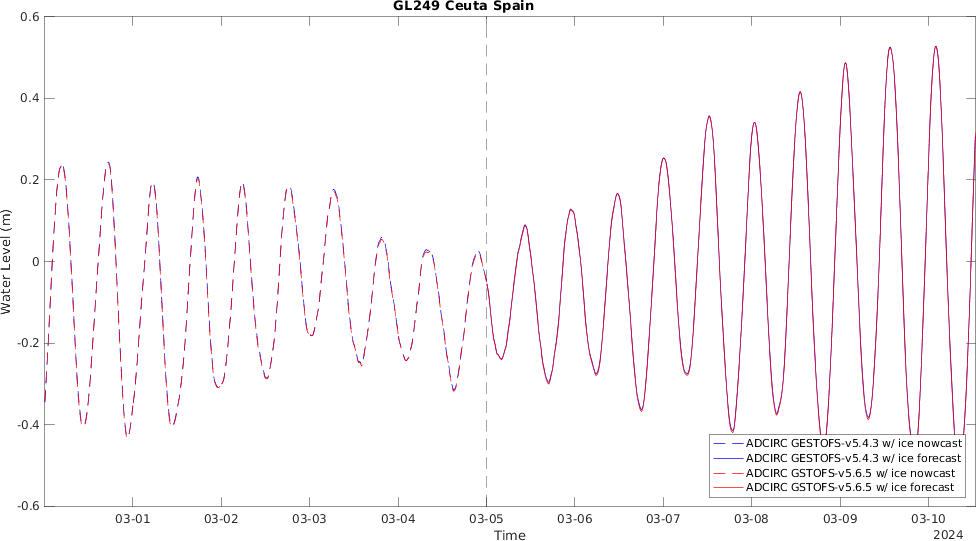 GL249 Ceuta Spain
0.6
0.4
0.2
0
-0.2
-0.4
-0.6
Water Level (m)
ADCIRC GESTOFS-v5.4.3 w/ ice nowcast
ADCIRC GESTOFS-v5.4.3 w/ ice forecast
ADCIRC GSTOFS-v5.6.5 w/ ice nowcast
ADCIRC GSTOFS-v5.6.5 w/ ice forecast
03-01 03-02 03-03 03-04 03-05 03-06 03-07 03-08 03-09 03-10
Time
2024